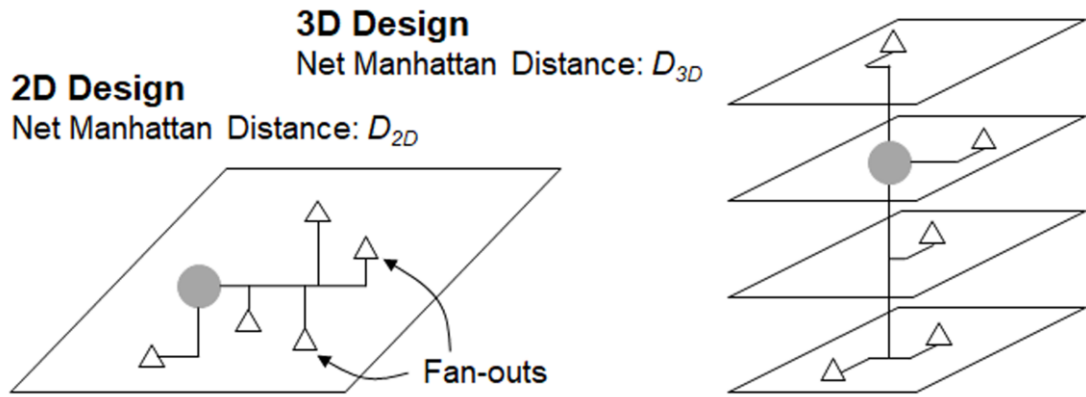 3D Design
Net Manhattan Distance: D3D
2D Design
Net Manhattan Distance: D2D
Fan-outs